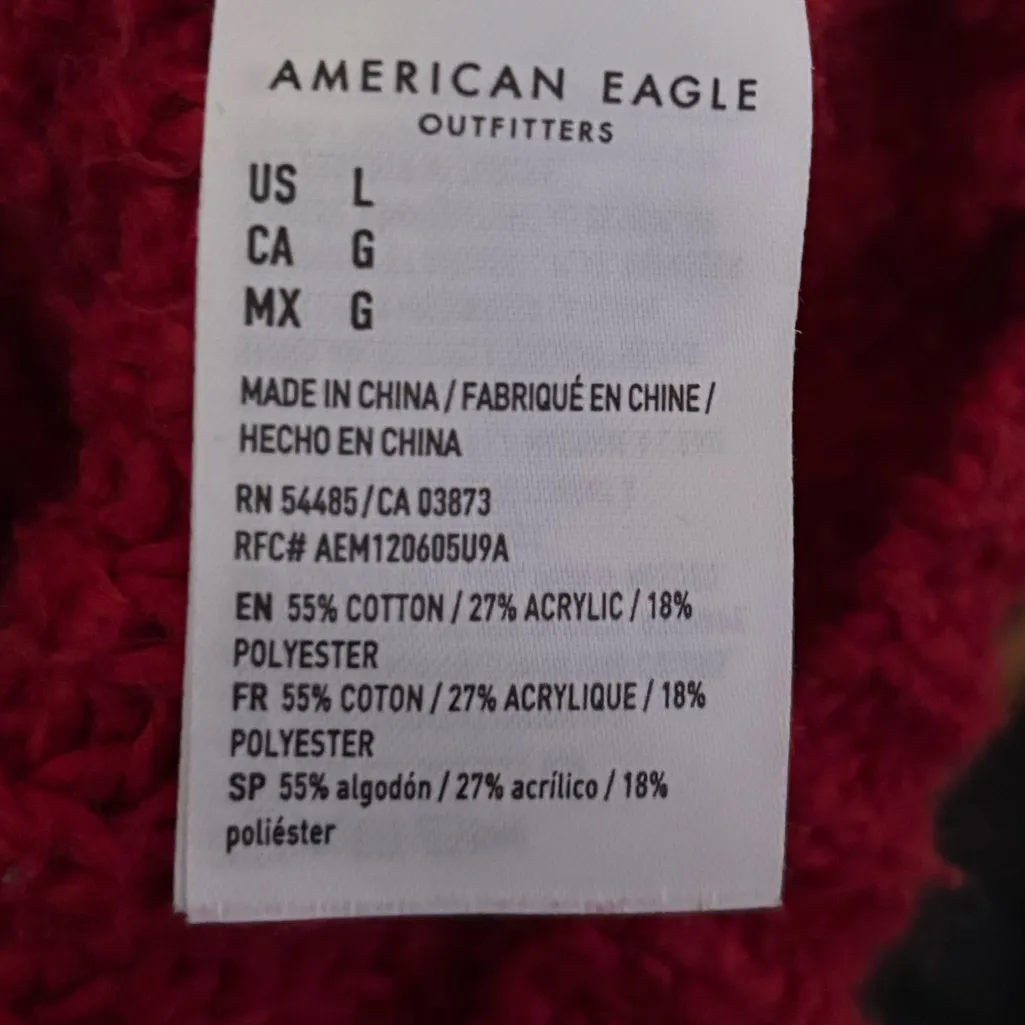 AMERICAN EAGLE
OUTFITTERS
US L
CA G
MX G
MADE IN CHINA / FABRIQUÉ EN CHINE /
HECHO EN CHINA
RN 54485/CA 03873
RFC# AEM120605U9A
EN 55% COTTON / 27% ACRYLIC / 18%
POLYESTER
FR 55% COTON / 27% ACRYLIQUE / 18%
POLYESTER
SP 55% algodón / 27% acrílico / 18%
poliéster